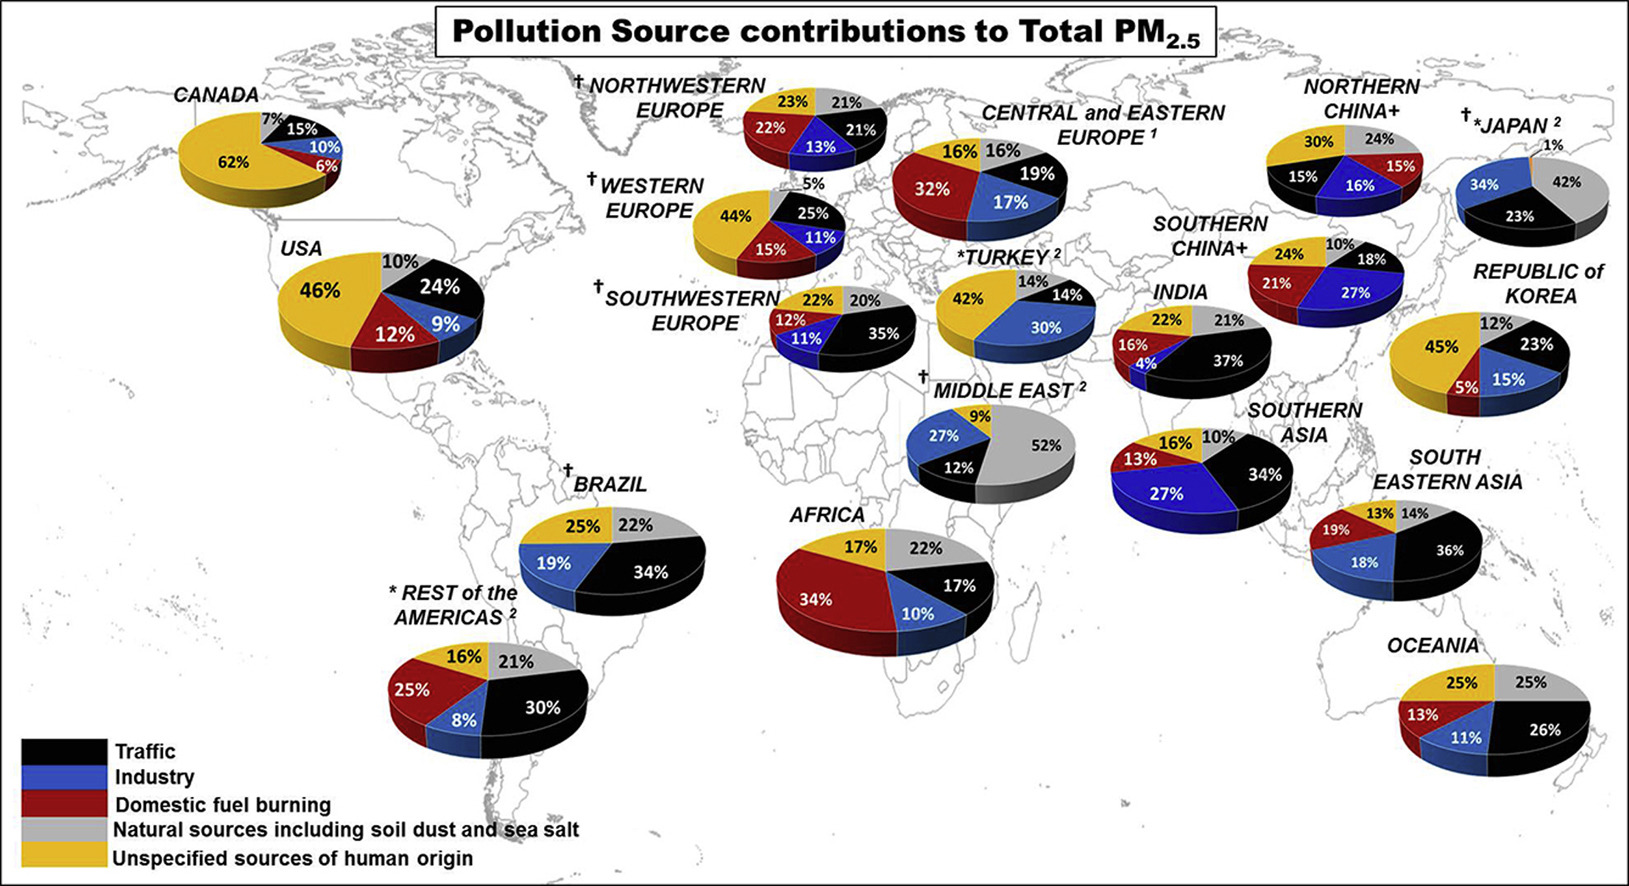 Pollution Source contributions to Total PM2.5
CANADA
7%
15%
10%
6%
62%
USA
10%
24%
9%
12%
46%
†NORTHWESTERN
EUROPE
23%
21%
21%
13%
22%
†WESTERN
EUROPE
5%
25%
11%
15%
44%
†SOUTHWESTERN
EUROPE
22%
20%
35%
11%
12%
CENTRAL and EASTERN
EUROPE 1
16%
16%
19%
17%
32%
*TURKEY 2
14%
14%
30%
42%
† MIDDLE EAST 2
9%
52%
12%
27%
NORTHERN
CHINA+
30%
24%
15%
16%
15%
†*JAPAN 2
1%
42%
23%
34%
SOUTHERN
CHINA+
24%
10%
18%
27%
21%
REPUBLIC of
KOREA
12%
23%
15%
5%
45%
INDIA
22%
21%
37%
4%
16%
SOUTHERN
ASIA
16%
10%
34%
27%
13%
SOUTH
EASTERN ASIA
13%
14%
36%
18%
19%
†BRAZIL
25%
22%
34%
19%
* REST of the
AMERICAS 2
16%
21%
30%
8%
25%
AFRICA
17%
22%
17%
10%
34%
OCEANIA
25%
25%
26%
11%
13%
Traffic
Industry
Domestic fuel burning
Natural sources including soil dust and sea salt
Unspecified sources of human origin